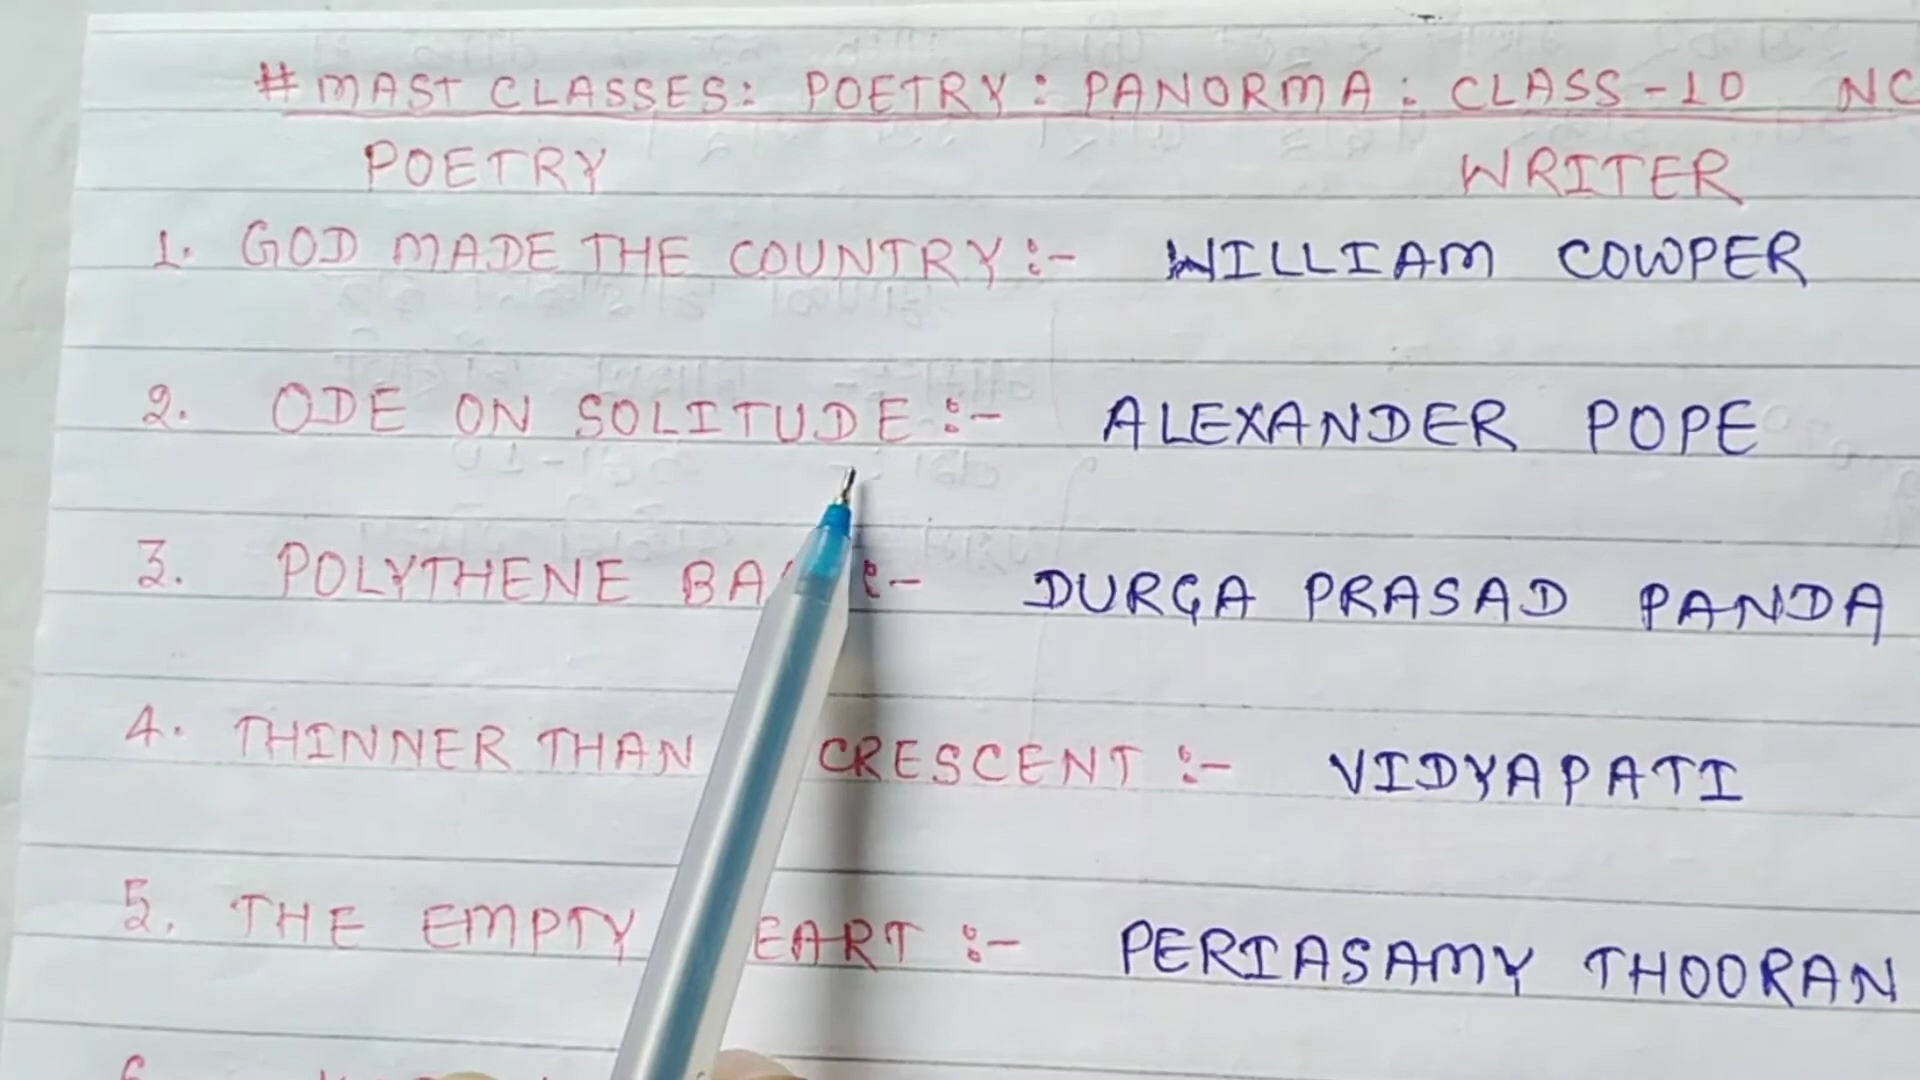 # MAST CLASSES: POETRY: PANORMA: CLASS-10 NC
POETRY WRITER
1. GOD MADE THE COUNTRY:- WILLIAM COWPER
2. ODE ON SOLITUDE:- ALEXANDER POPE
3. POLYTHENE :- DURGA PRASAD PANDA
4. THINNER THAN CRESCENT :- VIDYAPATI
5. THE EMPTY :- PERIASAMY THOORAN